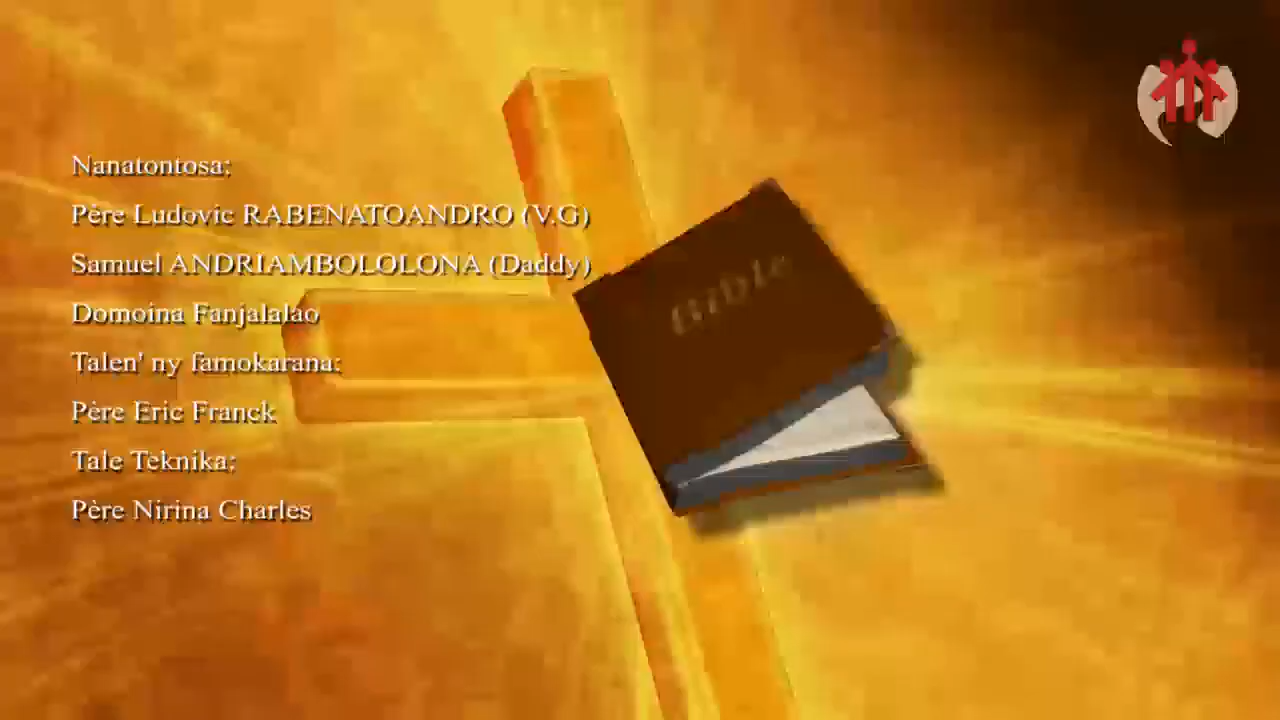 Nanatontosa:
Père Ludovic RABENATOANDRO (V.G)
Samuel ANDRIAMBOLOLONA (Daddy)
Domoina Fanjalalao
Talen' ny famokarana:
Père Eric Franck
Tale Teknika:
Père Nirina Charles
Bible